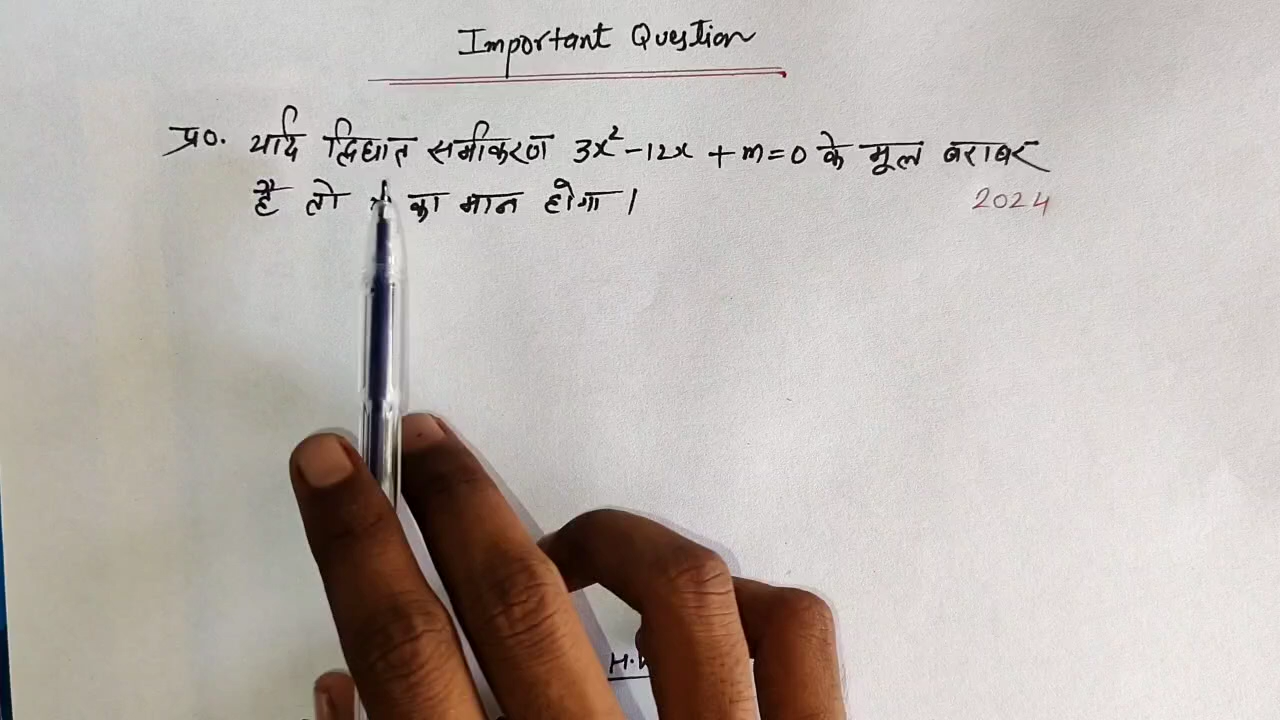 Important Question
प्र०. यदि द्विघात समीकरण 3x² - 12x + m = 0 के मूल बराबर
है तो का मान होगा।
2024